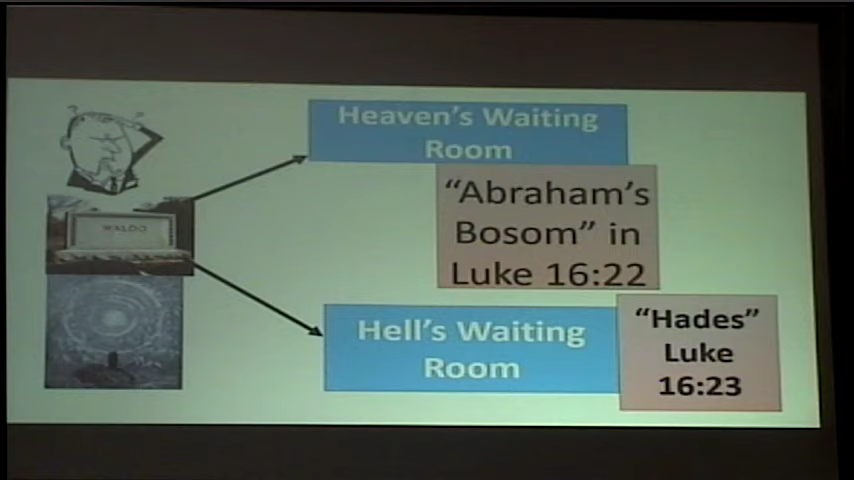 Heaven's Waiting
Room
"Abraham's
Bosom" in
Luke 16:22
WALDO
Hell's Waiting
Room
"Hades"
Luke
16:23